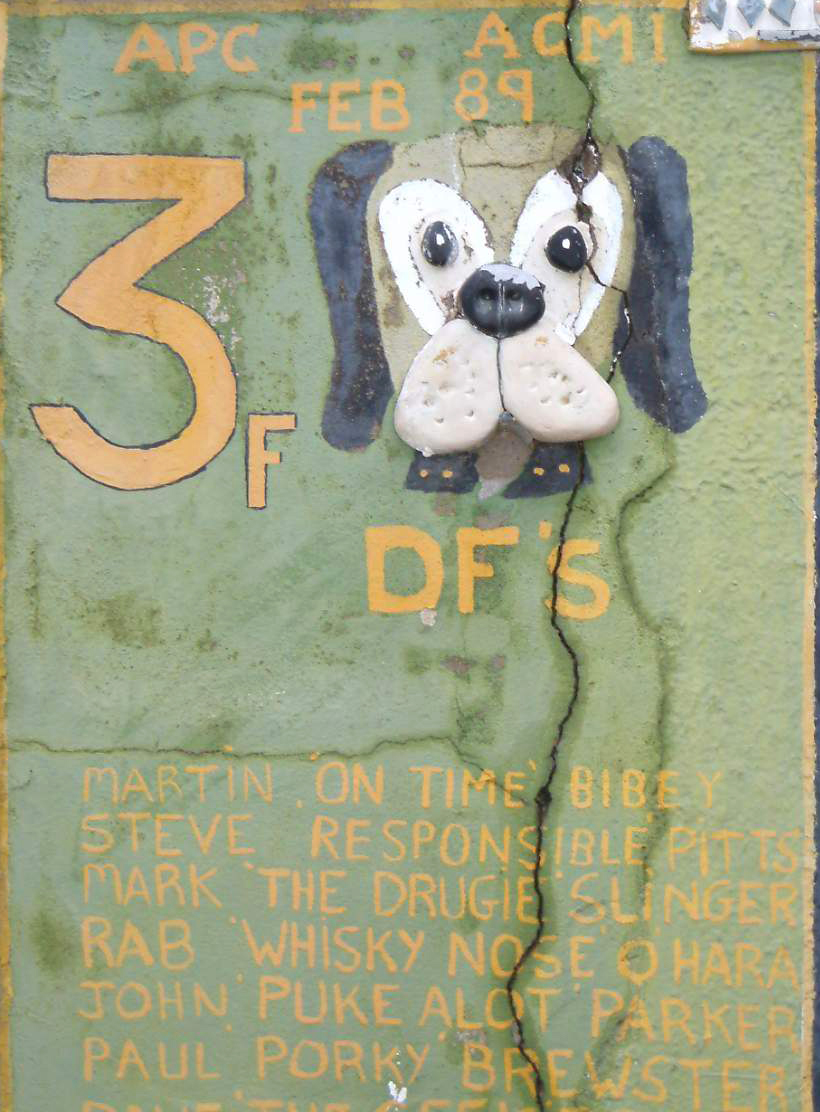 APC ACMI
FEB 89
3F
DF'S
MARTIN 'ON TIME' BIBEY
STEVE RESPONSIBLE PITTS
MARK 'THE DRUGIE' SLINGER
RAB 'WHISKY NOSE' O'HARA
JOHN 'PUKE ALOT' PARKER
PAUL PORKY' BREWSTER